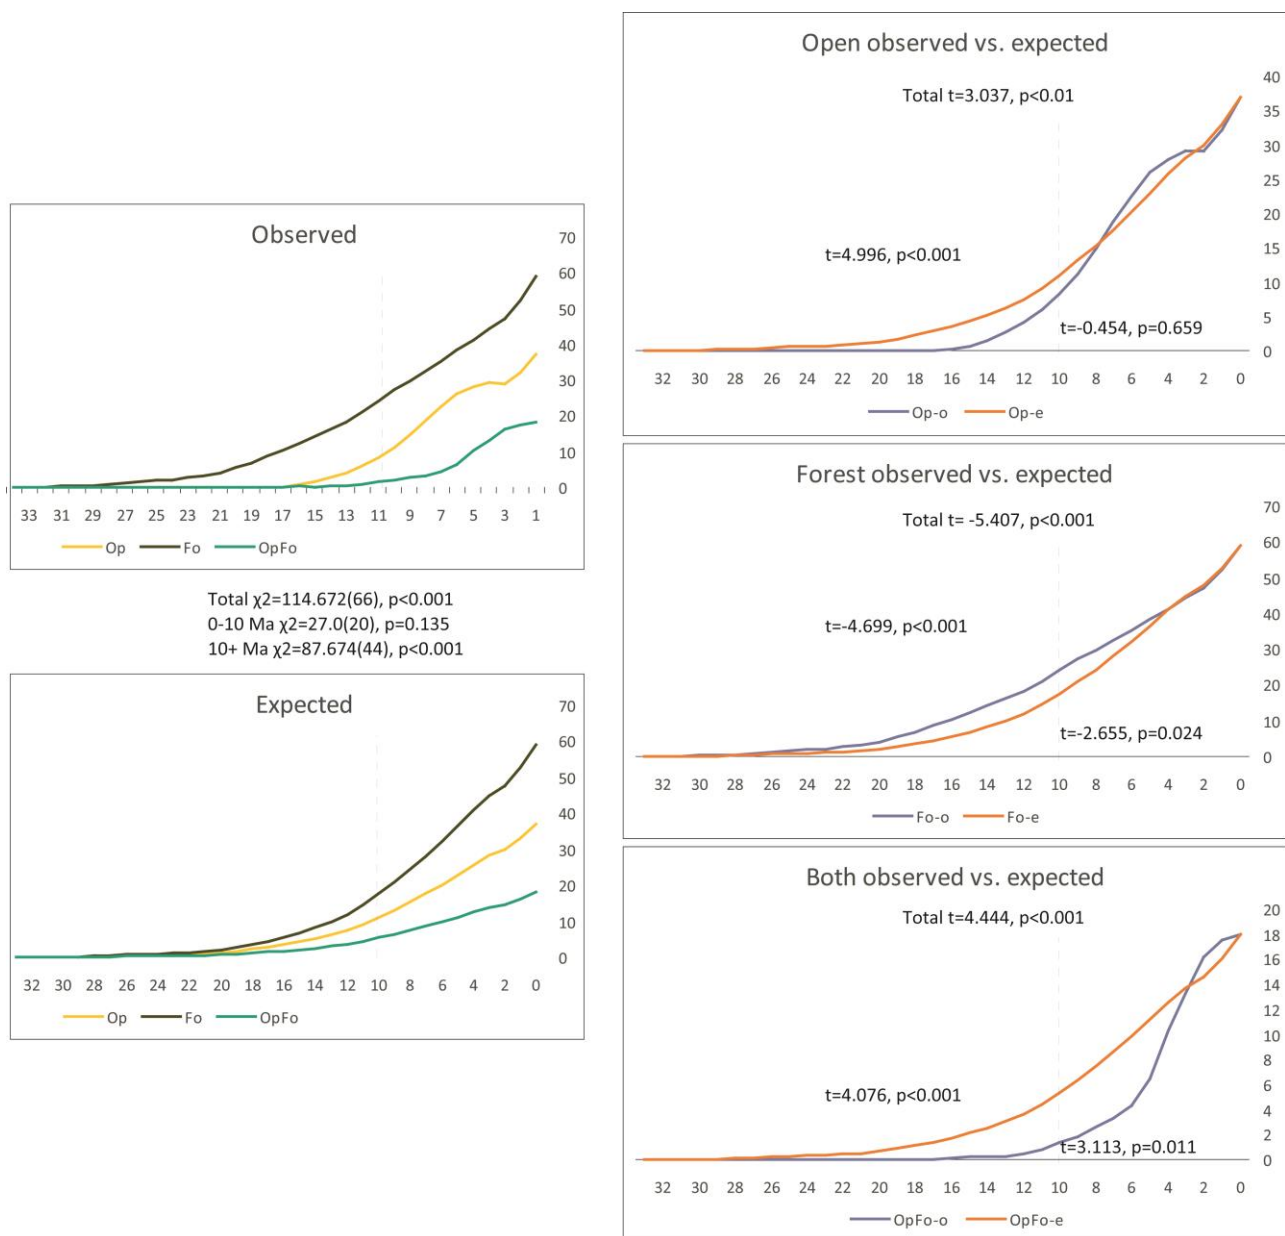 Observed
70
60
50
40
30
20
10
0
33 31 29 27 25 23 21 19 17 15 13 11 9 7 5 3 1
Op Fo OpFo
Total χ2=114.672(66), p<0.001
0-10 Ma χ2=27.0(20), p=0.135
10+ Ma χ2=87.674(44), p<0.001
Expected
70
60
50
40
30
20
10
0
32 30 28 26 24 22 20 18 16 14 12 10 8 6 4 2 0
Op Fo OpFo
Open observed vs. expected
Total t=3.037, p<0.01
40
35
30
25
20
15
10
5
0
t=4.996, p<0.001
t=-0.454, p=0.659
32 30 28 26 24 22 20 18 16 14 12 10 8 6 4 2 0
Op-o Op-e
Forest observed vs. expected
Total t= -5.407, p<0.001
70
60
50
40
30
20
10
0
t=-4.699, p<0.001
t=-2.655, p=0.024
32 30 28 26 24 22 20 18 16 14 12 10 8 6 4 2 0
Fo-o Fo-e
Both observed vs. expected
Total t=4.444, p<0.001
20
18
16
14
12
10
8
6
4
2
0
t=4.076, p<0.001
t=3.113, p=0.011
32 30 28 26 24 22 20 18 16 14 12 10 8 6 4 2 0
OpFo-o OpFo-e